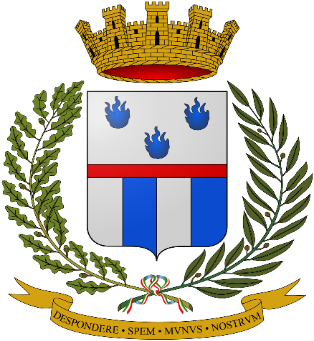 DESPONDERE • SPEM • MVNVS • NOSTRVM